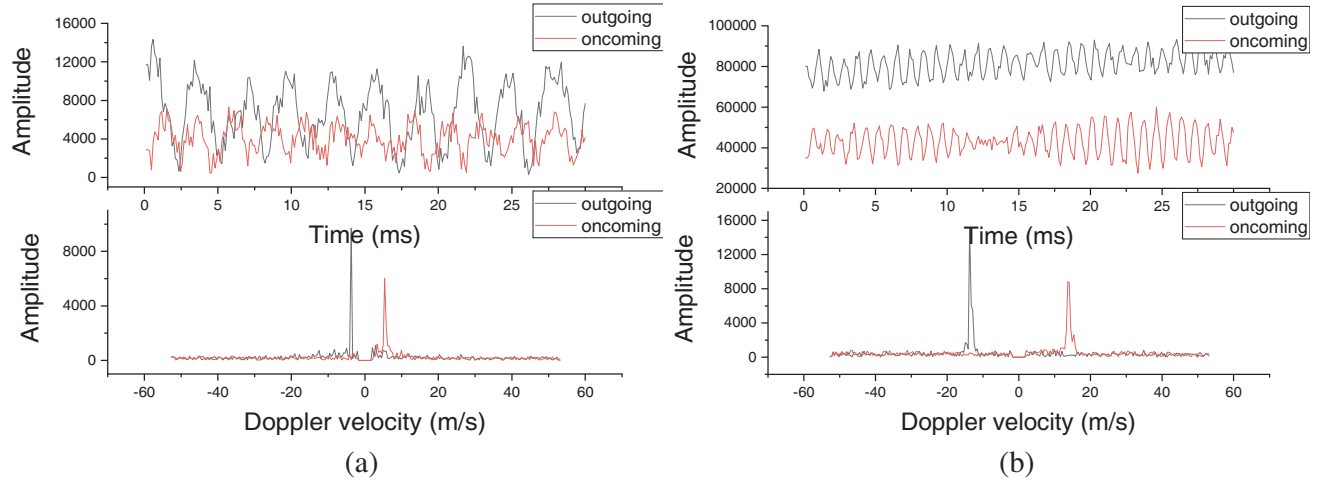 16000
12000
8000
4000
0
Amplitude
outgoing
oncoming
0 5 10 15 20 25
Time (ms)
8000
4000
0
Amplitude
outgoing
oncoming
-60 -40 -20 0 20 40 60
Doppler velocity (m/s)
(a)
100000
80000
60000
40000
20000
Amplitude
outgoing
oncoming
0 5 10 15 20 25
Time (ms)
16000
12000
8000
4000
0
Amplitude
outgoing
oncoming
-60 -40 -20 0 20 40 60
Doppler velocity (m/s)
(b)